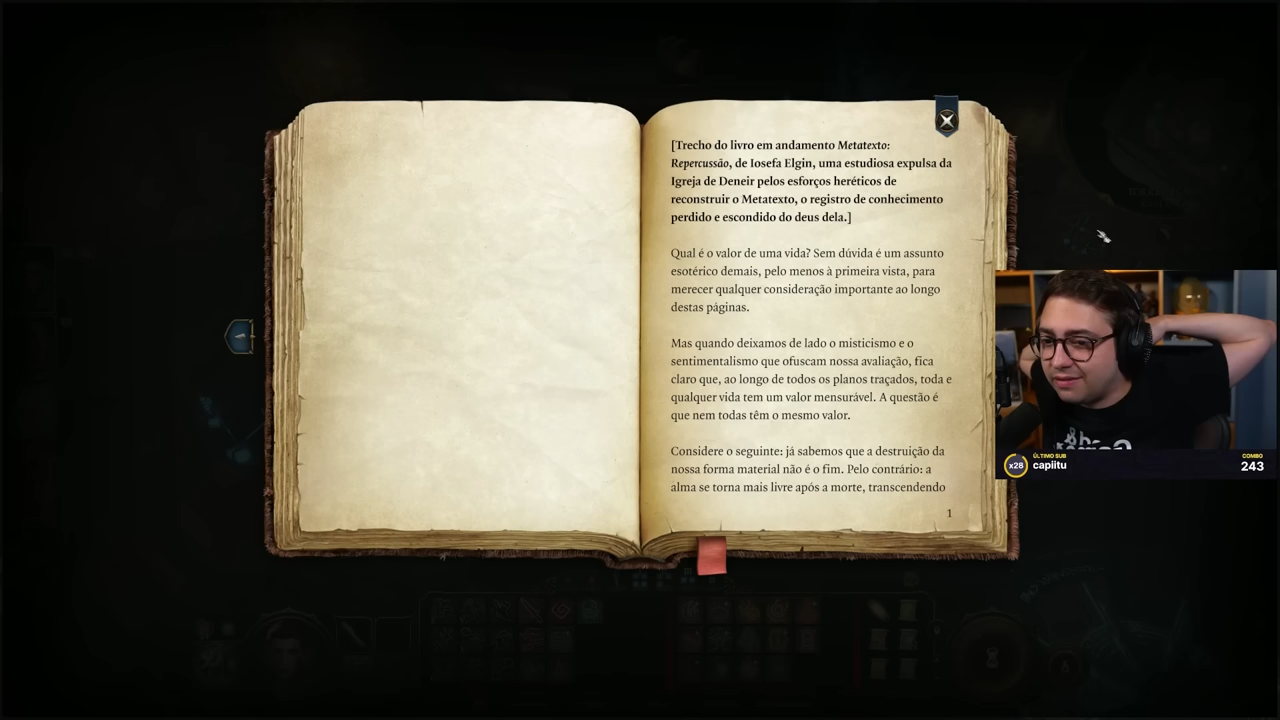 [Trecho do livro em andamento Metatexto:
Repercussão, de Iosefa Elgin, uma estudiosa expulsa da
Igreja de Deneir pelos esforços heréticos de
reconstruir o Metatexto, o registro de conhecimento
perdido e escondido do deus dela.]
Qual é o valor de uma vida? Sem dúvida é um assunto
esotérico demais, pelo menos à primeira vista, para
merecer qualquer consideração importante ao longo
destas páginas.
Mas quando deixamos de lado o misticismo e o
sentimentalismo que ofuscam nossa avaliação, fica
claro que, ao longo de todos os planos traçados, toda e
qualquer vida tem um valor mensurável. A questão é
que nem todas têm o mesmo valor.
Considere o seguinte: já sabemos que a destruição da
nossa forma material não é o fim. Pelo contrário: a
alma se torna mais livre após a morte, transcendendo
1
x28
ÚLTIMO SUB
capiitu
COMBO
243